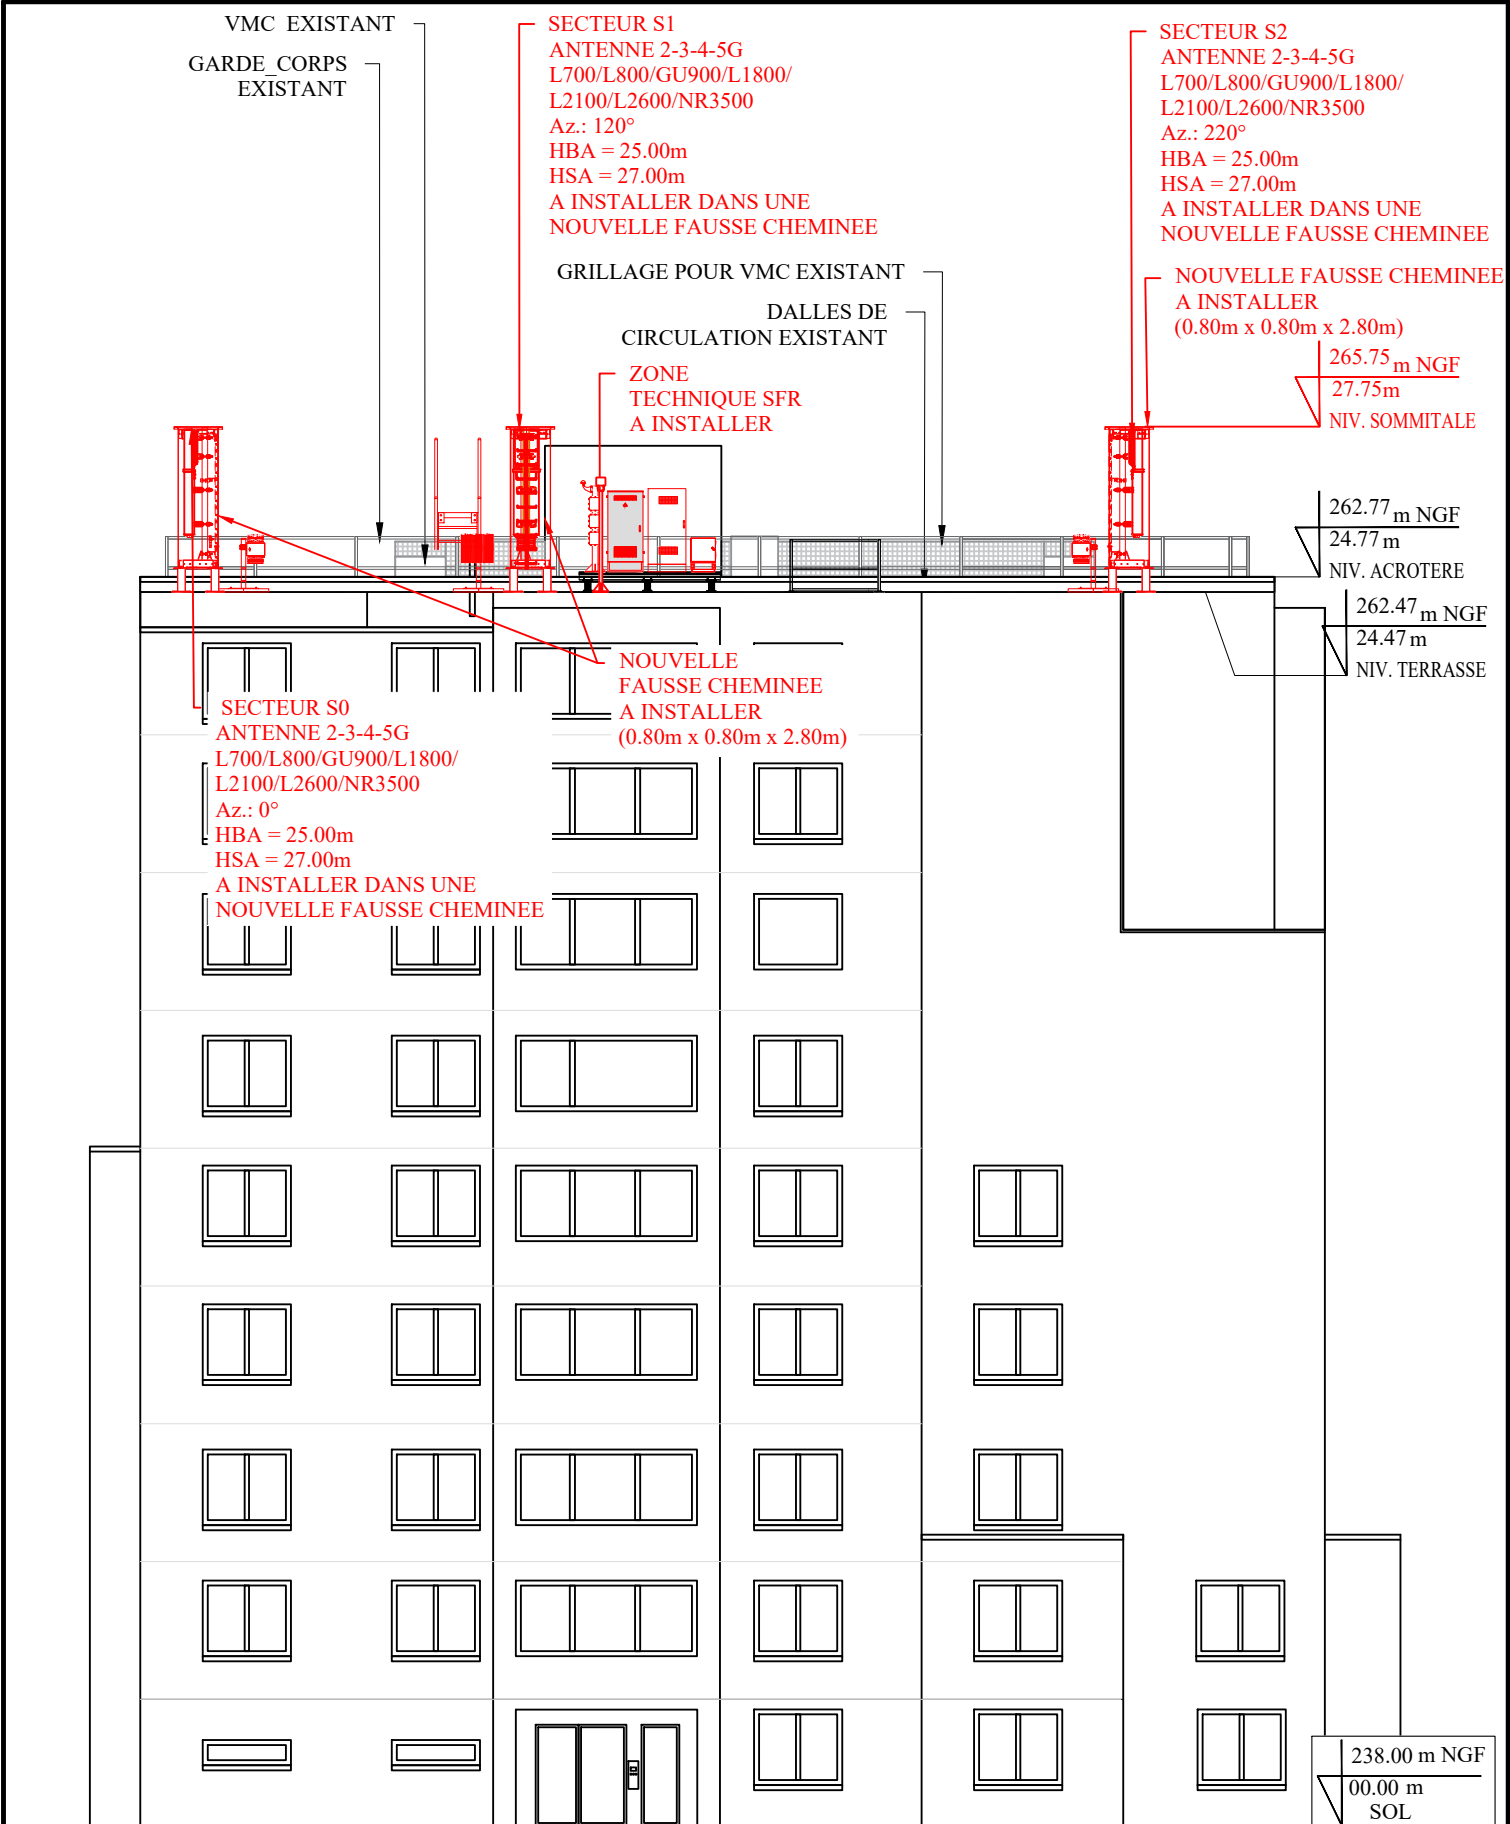 VMC EXISTANT
GARDE_CORPS
EXISTANT
SECTEUR S1
ANTENNE 2-3-4-5G
L700/L800/GU900/L1800/
L2100/L2600/NR3500
Az.: 120°
HBA = 25.00m
HSA = 27.00m
A INSTALLER DANS UNE
NOUVELLE FAUSSE CHEMINEE
SECTEUR S2
ANTENNE 2-3-4-5G
L700/L800/GU900/L1800/
L2100/L2600/NR3500
Az.: 220°
HBA = 25.00m
HSA = 27.00m
A INSTALLER DANS UNE
NOUVELLE FAUSSE CHEMINEE
GRILLAGE POUR VMC EXISTANT
DALLES DE
CIRCULATION EXISTANT
NOUVELLE FAUSSE CHEMINEE
A INSTALLER
(0.80m x 0.80m x 2.80m)
ZONE
TECHNIQUE SFR
A INSTALLER
265.75 m NGF
27.75m
NIV. SOMMITALE
262.77 m NGF
24.77 m
NIV. ACROTERE
262.47 m NGF
24.47 m
NIV. TERRASSE
NOUVELLE
FAUSSE CHEMINEE
A INSTALLER
(0.80m x 0.80m x 2.80m)
SECTEUR S0
ANTENNE 2-3-4-5G
L700/L800/GU900/L1800/
L2100/L2600/NR3500
Az.: 0°
HBA = 25.00m
HSA = 27.00m
A INSTALLER DANS UNE
NOUVELLE FAUSSE CHEMINEE
238.00 m NGF
00.00 m
SOL